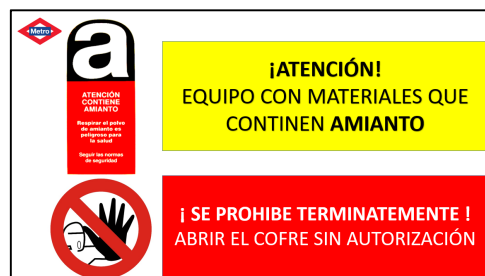 Metro
a
ATENCIÓN
CONTIENE
AMIANTO
Respirar el polvo
de amianto es
peligroso para
la salud
Seguir las normas
de seguridad
¡ATENCIÓN!
EQUIPO CON MATERIALES QUE
CONTINEN AMIANTO
¡ SE PROHIBE TERMINATEMENTE !
ABRIR EL COFRE SIN AUTORIZACIÓN